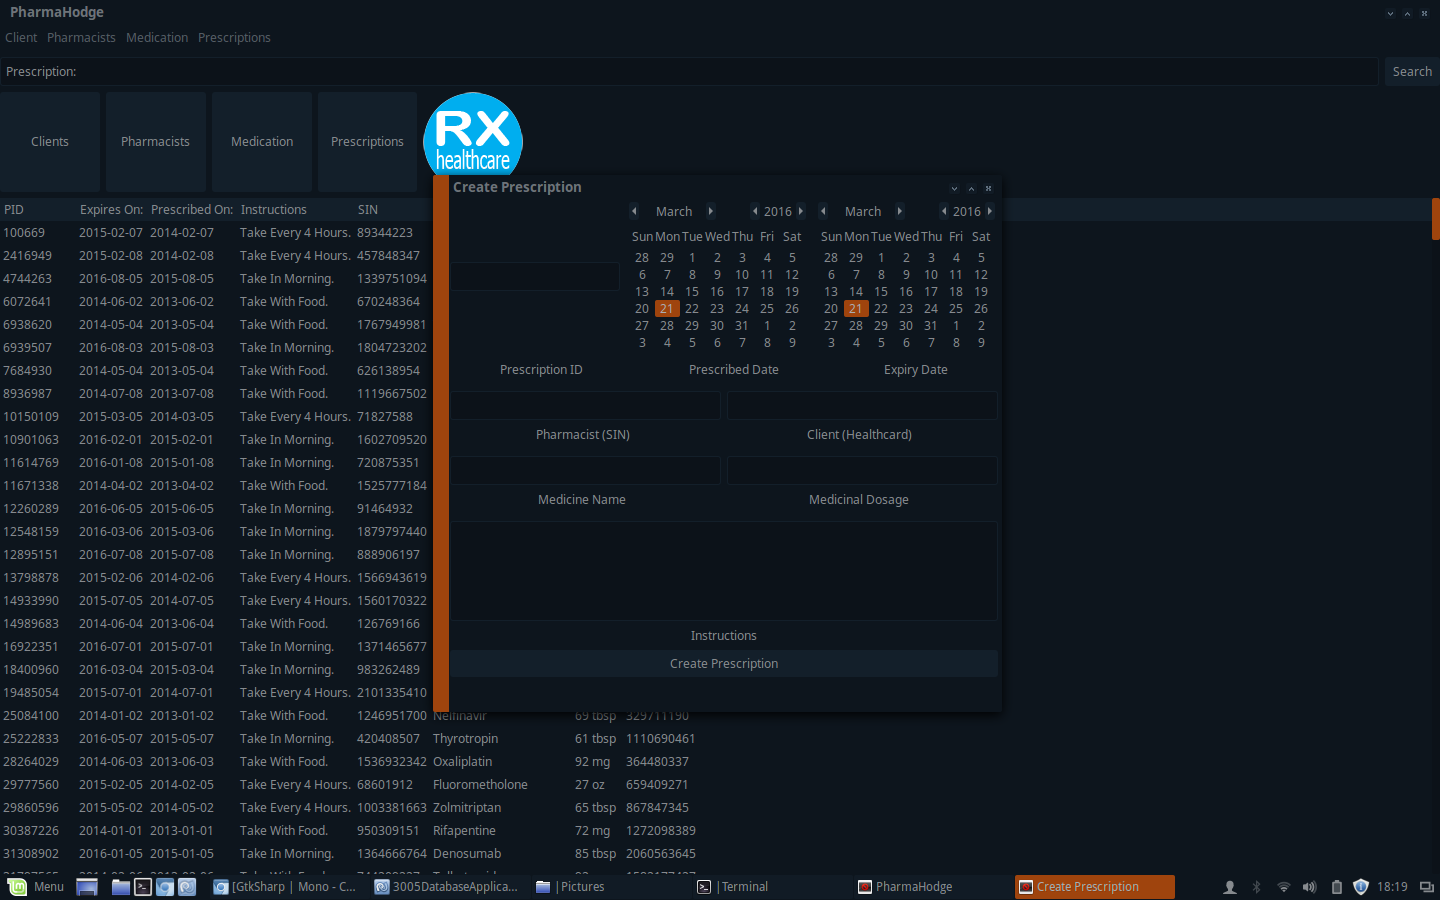 PharmaHodge
Client Pharmacists Medication Prescriptions
Prescription: Search
Clients Pharmacists Medication Prescriptions
RX
healthcare
Create Prescription
March 2016 March 2016
Sun Mon Tue Wed Thu Fri Sat Sun Mon Tue Wed Thu Fri Sat
28 29 1 2 3 4 5 28 29 1 2 3 4 5
6 7 8 9 10 11 12 6 7 8 9 10 11 12
13 14 15 16 17 18 19 13 14 15 16 17 18 19
20 21 22 23 24 25 26 20 21 22 23 24 25 26
27 28 29 30 31 1 2 27 28 29 30 31 1 2
3 4 5 6 7 8 9 3 4 5 6 7 8 9
Prescription ID Prescribed Date Expiry Date
Pharmacist (SIN) Client (Healthcard)
Medicine Name Medicinal Dosage
Instructions
Create Prescription
PID Expires On: Prescribed On: Instructions SIN
100669 2015-02-07 2014-02-07 Take Every 4 Hours. 89344223
2416949 2015-02-08 2014-02-08 Take Every 4 Hours. 457848347
4744263 2016-08-05 2015-08-05 Take In Morning. 1339751094
6072641 2014-06-02 2013-06-02 Take With Food. 670248364
6938620 2014-05-04 2013-05-04 Take With Food. 1767949981
6939507 2016-08-03 2015-08-03 Take In Morning. 1804723202
7684930 2014-05-04 2013-05-04 Take With Food. 626138954
8936987 2014-07-08 2013-07-08 Take With Food. 1119667502
10150109 2015-03-05 2014-03-05 Take Every 4 Hours. 71827588
10901063 2016-02-01 2015-02-01 Take In Morning. 1602709520
11614769 2016-01-08 2015-01-08 Take In Morning. 720875351
11671338 2014-04-02 2013-04-02 Take With Food. 1525777184
12260289 2016-06-05 2015-06-05 Take In Morning. 91464932
12548159 2016-03-06 2015-03-06 Take In Morning. 1879797440
12895151 2016-07-08 2015-07-08 Take In Morning. 888906197
13798878 2015-02-06 2014-02-06 Take Every 4 Hours. 1566943619
14933990 2015-07-05 2014-07-05 Take Every 4 Hours. 1560170322
14989683 2014-06-04 2013-06-04 Take With Food. 126769166
16922351 2016-07-01 2015-07-01 Take In Morning. 1371465677
18400960 2016-03-04 2015-03-04 Take In Morning. 983262489
19485054 2015-07-01 2014-07-01 Take Every 4 Hours. 2101335410
25084100 2014-01-02 2013-01-02 Take With Food. 1246951700 Nelfinavir 69 tbsp 329711190
25222833 2016-05-07 2015-05-07 Take In Morning. 420408507 Thyrotropin 61 tbsp 1110690461
28264029 2014-06-03 2013-06-03 Take With Food. 1536932342 Oxaliplatin 92 mg 364480337
29777560 2015-02-05 2014-02-05 Take Every 4 Hours. 68601912 Fluorometholone 27 oz 659409271
29860596 2015-05-02 2014-05-02 Take Every 4 Hours. 1003381663 Zolmitriptan 65 tbsp 867847345
30387226 2014-01-01 2013-01-01 Take With Food. 950309151 Rifapentine 72 mg 1272098389
31308902 2016-01-05 2015-01-05 Take In Morning. 1364666764 Denosumab 85 tbsp 2060563645
Menu [GtkSharp | Mono - C... 3005DatabaseApplica... |Pictures |Terminal PharmaHodge Create Prescription 18:19